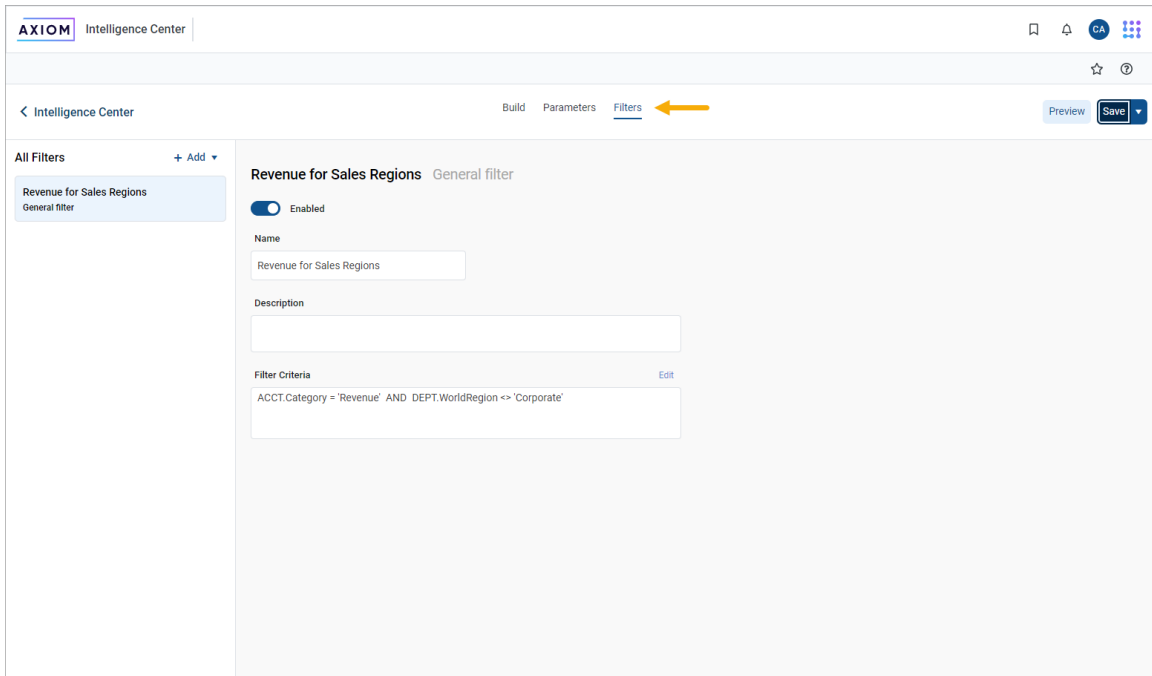 AXIOM Intelligence Center
CA
Intelligence Center
Build Parameters Filters
Preview Save
All Filters + Add
Revenue for Sales Regions
General filter
Revenue for Sales Regions General filter
Enabled
Name
Revenue for Sales Regions
Description
Filter Criteria Edit
ACCT.Category = 'Revenue' AND DEPT.WorldRegion <> 'Corporate'